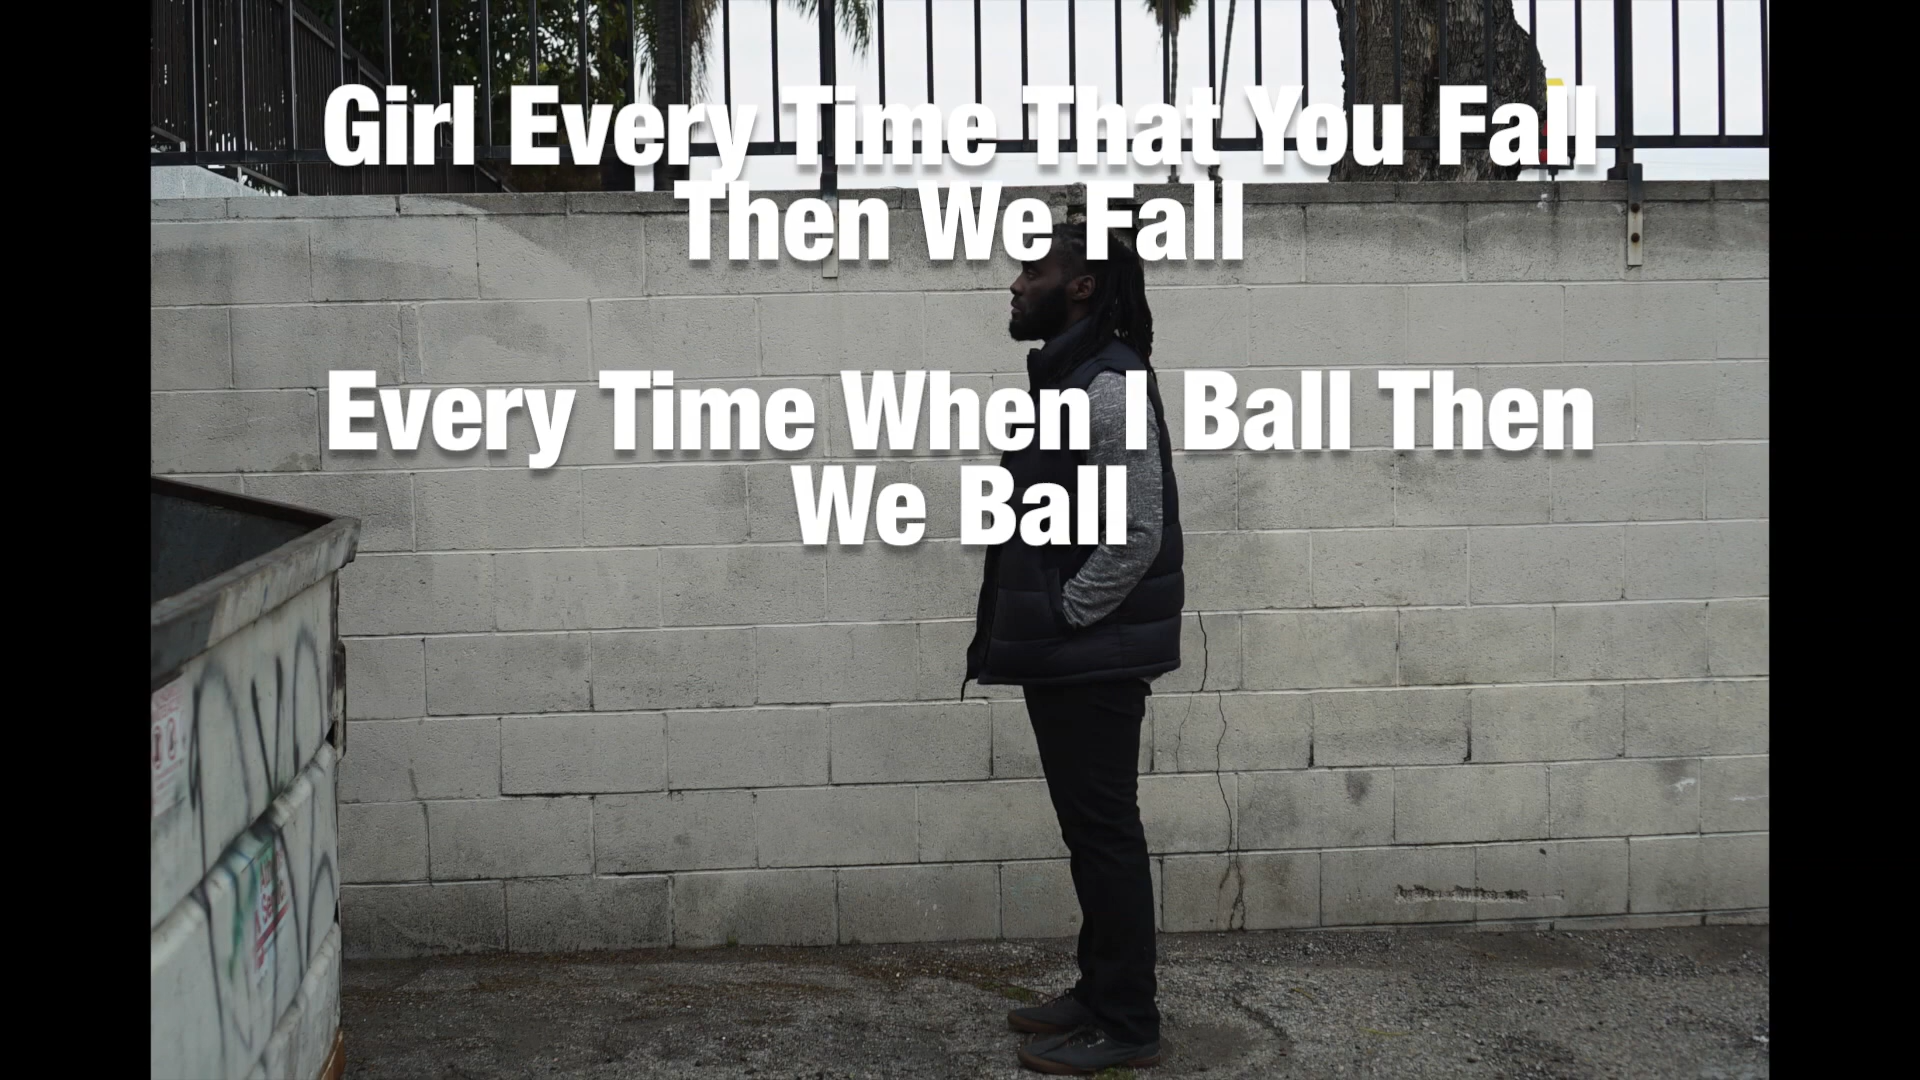 Girl Every Time That You Fall
Then We Fall
Every Time When I Ball Then
We Ball